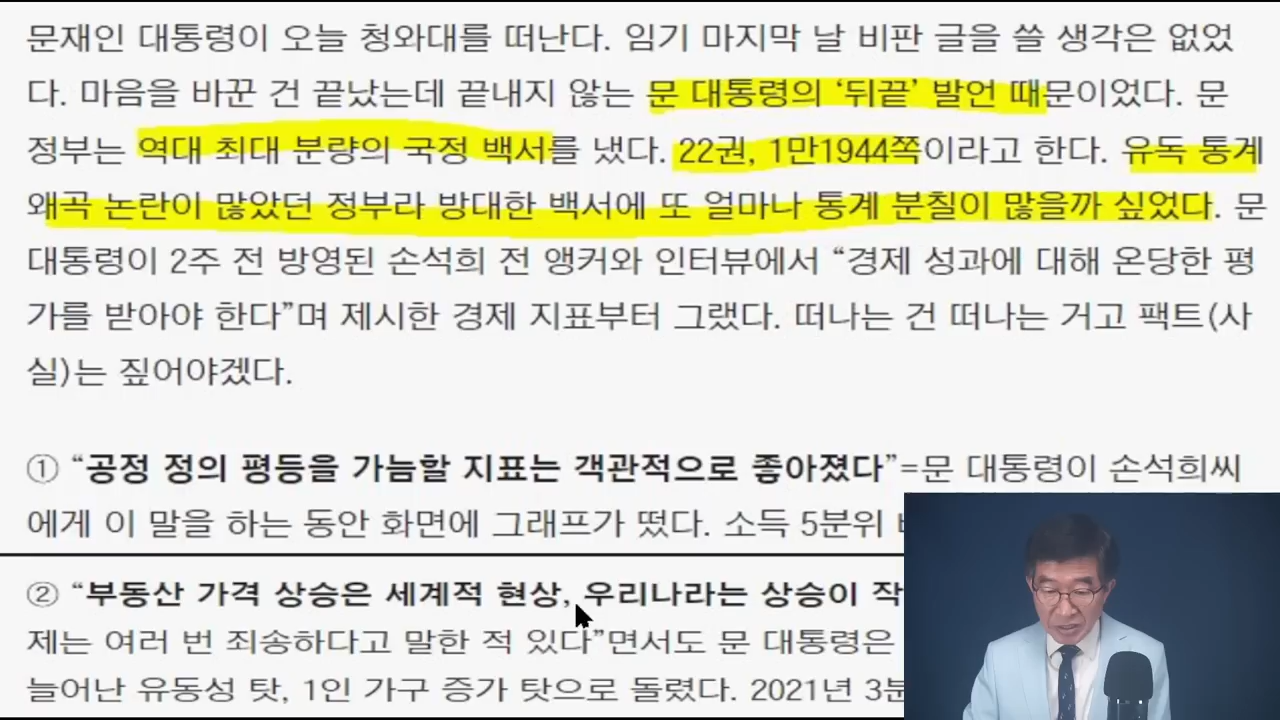 문재인 대통령이 오늘 청와대를 떠난다. 임기 마지막 날 비판 글을 쓸 생각은 없었
다. 마음을 바꾼 건 끝났는데 끝내지 않는 문 대통령의 ‘뒤끝’ 발언 때문이었다. 문
정부는 역대 최대 분량의 국정 백서를 냈다. 22권, 1만1944쪽이라고 한다. 유독 통계
왜곡 논란이 많았던 정부라 방대한 백서에 또 얼마나 통계 분칠이 많을까 싶었다. 문
대통령이 2주 전 방영된 손석희 전 앵커와 인터뷰에서 “경제 성과에 대해 온당한 평
가를 받아야 한다”며 제시한 경제 지표부터 그랬다. 떠나는 건 떠나는 거고 팩트(사
실)는 짚어야겠다.
① “공정 정의 평등을 가늠할 지표는 객관적으로 좋아졌다”=문 대통령이 손석희씨
에게 이 말을 하는 동안 화면에 그래프가 떴다. 소득 5분위
② “부동산 가격 상승은 세계적 현상, 우리나라는 상승이 작
제는 여러 번 죄송하다고 말한 적 있다”면서도 문 대통령은
늘어난 유동성 탓, 1인 가구 증가 탓으로 돌렸다. 2021년 3분